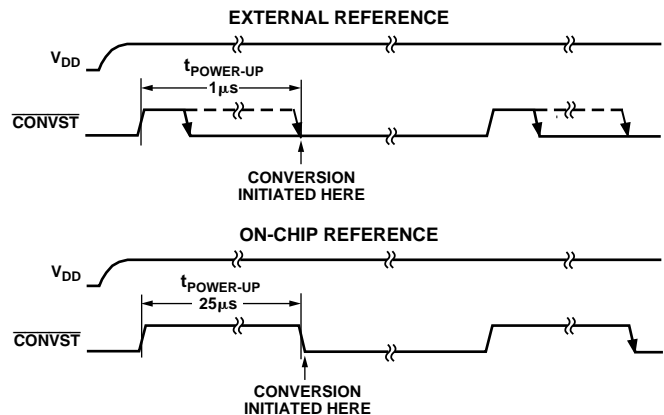 EXTERNAL REFERENCE
VDD
tPOWER-UP
1µs
CONVST
CONVERSION
INITIATED HERE
ON-CHIP REFERENCE
VDD
tPOWER-UP
25µs
CONVST
CONVERSION
INITIATED HERE